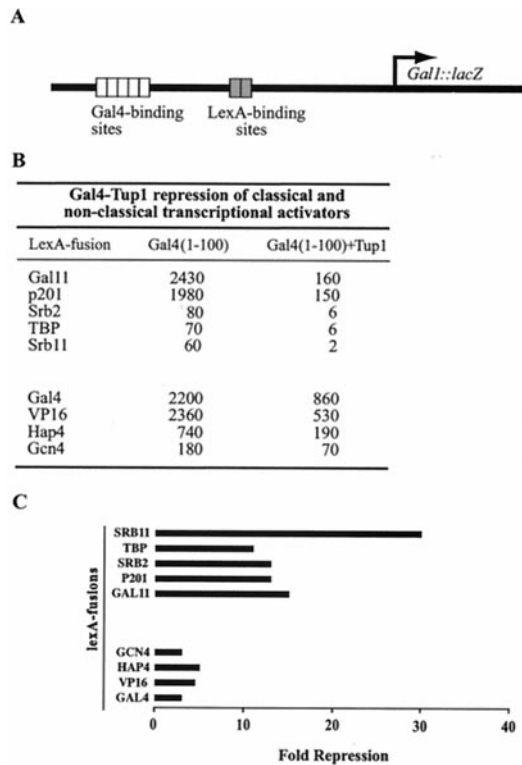 A
Gal1::lacZ
Gal4-binding LexA-binding
sites sites
B
Gal4-Tup1 repression of classical and
non-classical transcriptional activators
LexA-fusion Gal4(1-100) Gal4(1-100)+Tup1
Gal11 2430 160
p201 1980 150
Srb2 80 6
TBP 70 6
Srb11 60 2
Gal4 2200 860
VP16 2360 530
Hap4 740 190
Gcn4 180 70
C
lexA-fusions
SRB11
TBP
SRB2
P201
GAL11
GCN4
HAP4
VP16
GAL4
0 10 20 30 40
Fold Repression